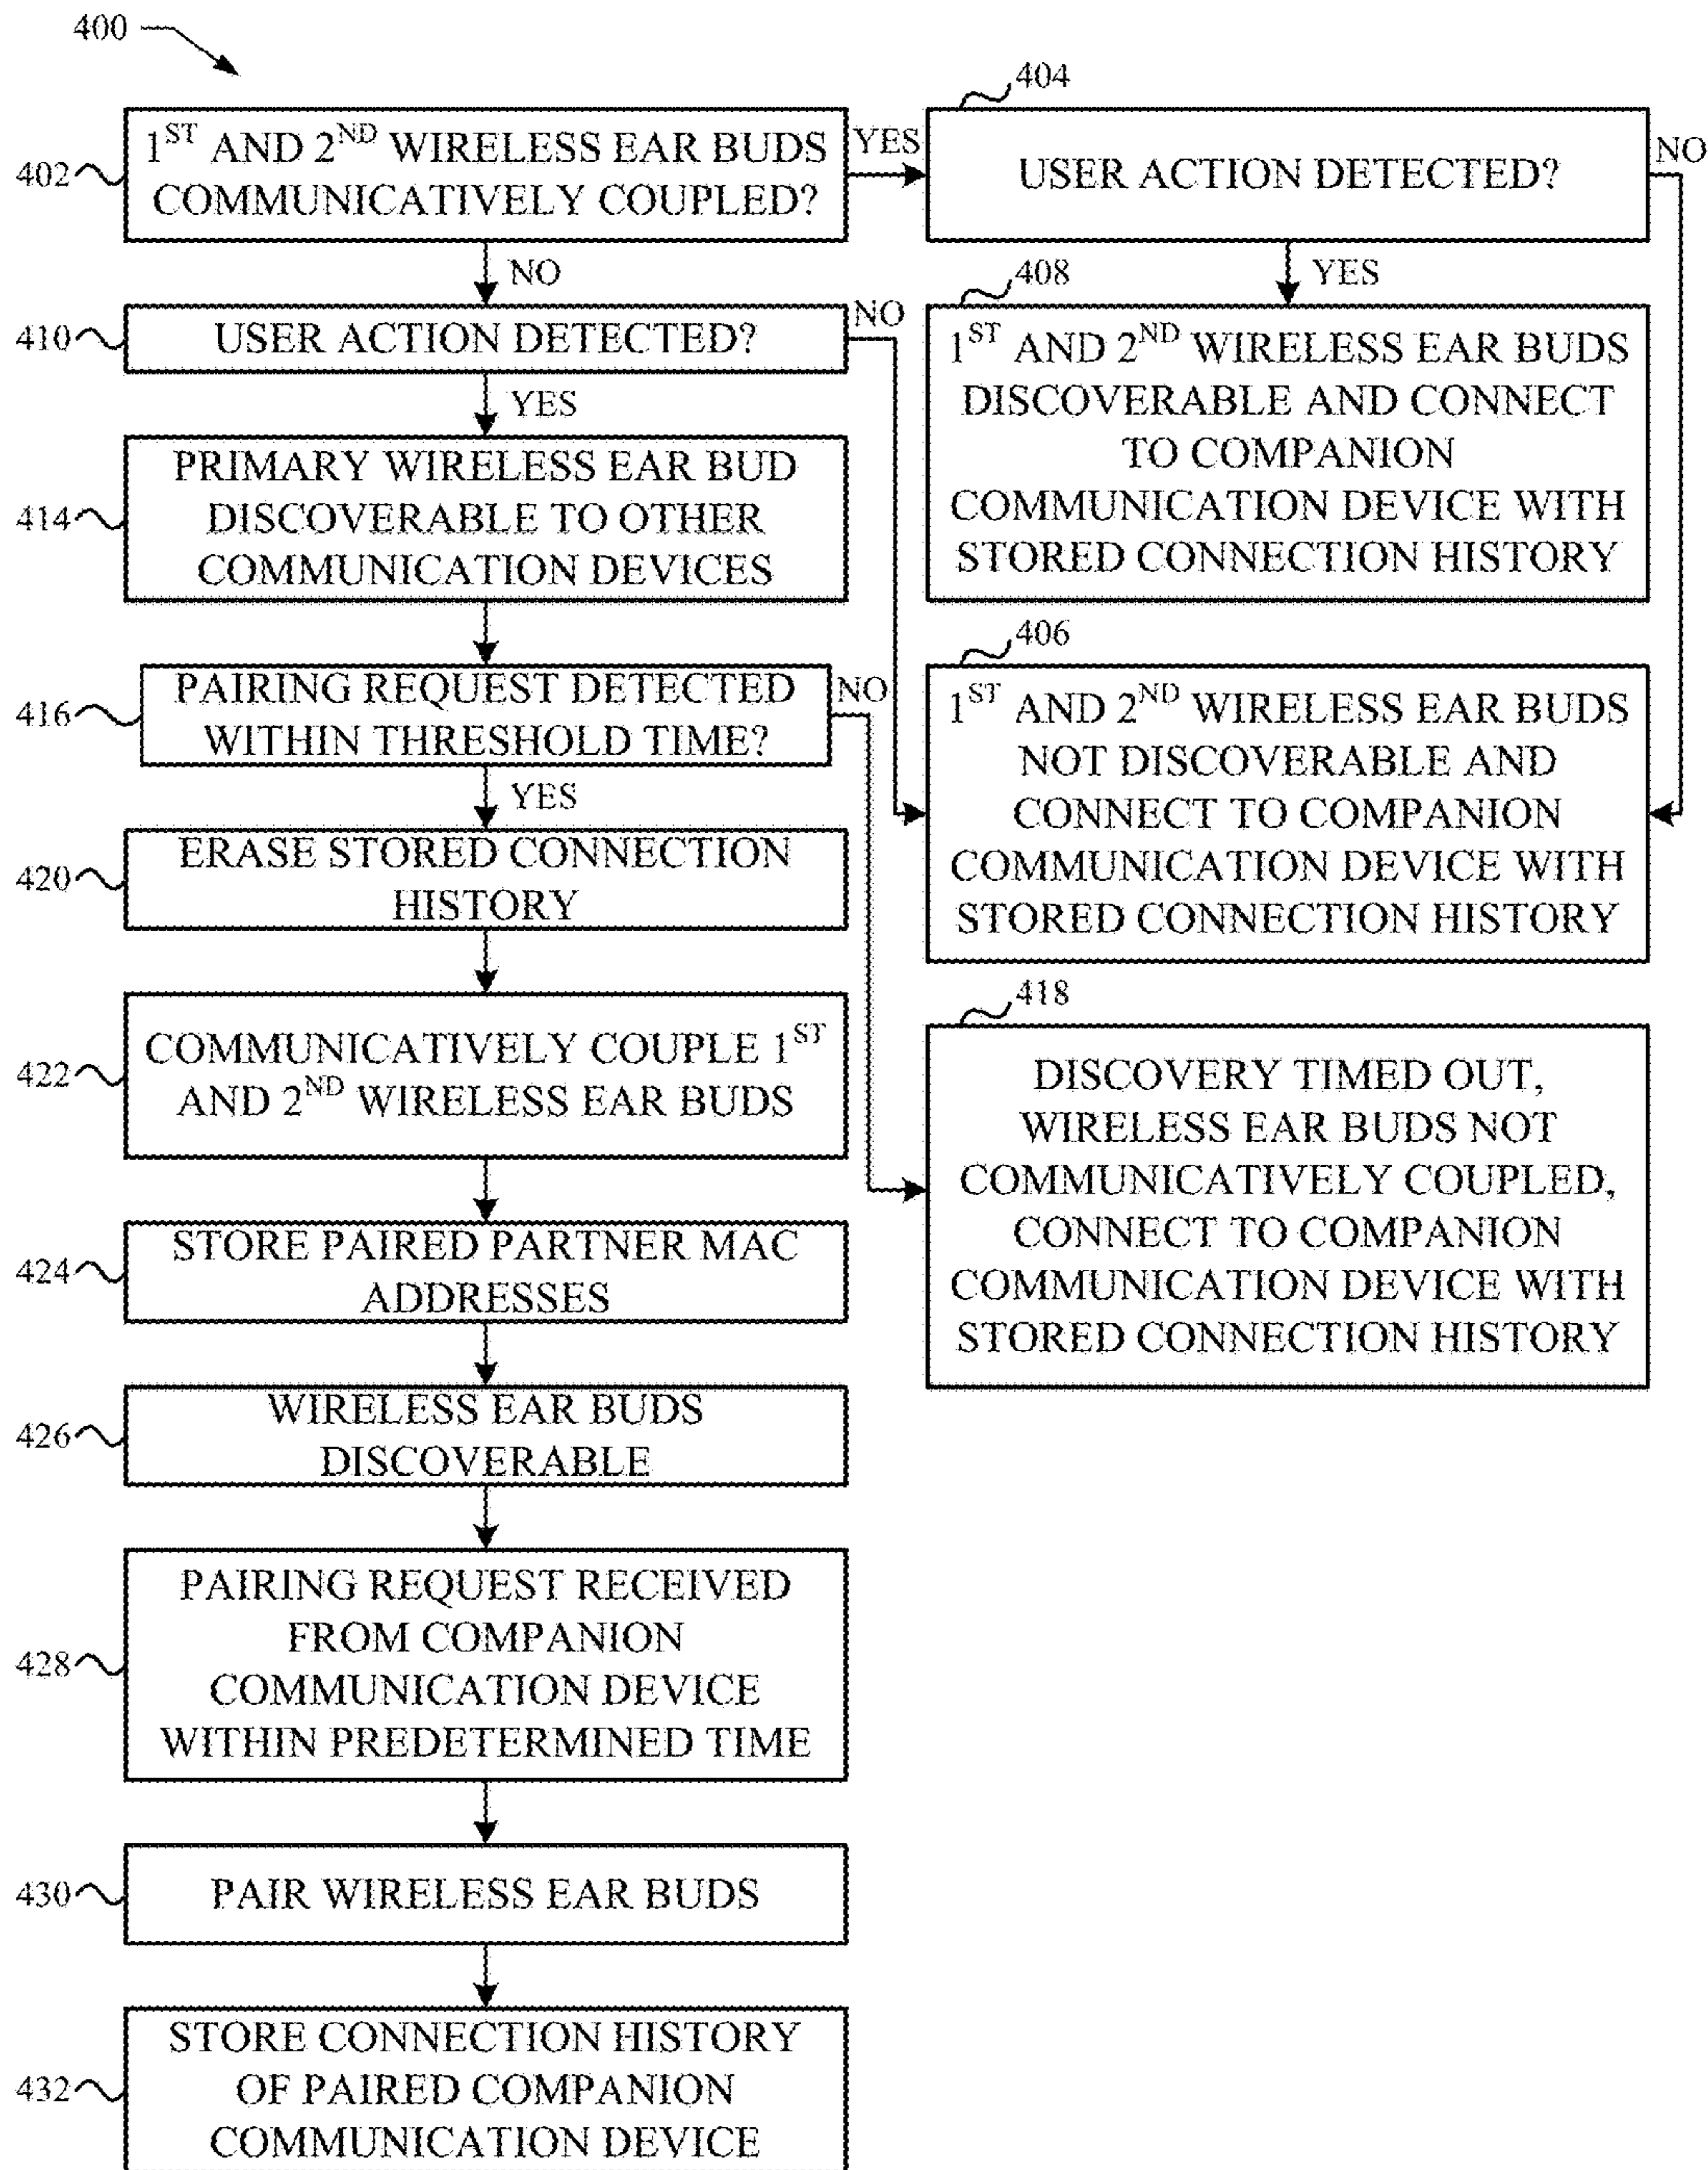 400
404
402
1ST AND 2ND WIRELESS EAR BUDS
COMMUNICATIVELY COUPLED?
YES
USER ACTION DETECTED?
NO
NO
408
YES
410
USER ACTION DETECTED?
NO
1ST AND 2ND WIRELESS EAR BUDS
DISCOVERABLE AND CONNECT
TO COMPANION
COMMUNICATION DEVICE WITH
STORED CONNECTION HISTORY
YES
414
PRIMARY WIRELESS EAR BUD
DISCOVERABLE TO OTHER
COMMUNICATION DEVICES
406
416
PAIRING REQUEST DETECTED
WITHIN THRESHOLD TIME?
NO
1ST AND 2ND WIRELESS EAR BUDS
NOT DISCOVERABLE AND
CONNECT TO COMPANION
COMMUNICATION DEVICE WITH
STORED CONNECTION HISTORY
YES
420
ERASE STORED CONNECTION
HISTORY
418
422
COMMUNICATIVELY COUPLE 1ST
AND 2ND WIRELESS EAR BUDS
DISCOVERY TIMED OUT,
WIRELESS EAR BUDS NOT
COMMUNICATIVELY COUPLED,
CONNECT TO COMPANION
COMMUNICATION DEVICE WITH
STORED CONNECTION HISTORY
424
STORE PAIRED PARTNER MAC
ADDRESSES
426
WIRELESS EAR BUDS
DISCOVERABLE
428
PAIRING REQUEST RECEIVED
FROM COMPANION
COMMUNICATION DEVICE
WITHIN PREDETERMINED TIME
430
PAIR WIRELESS EAR BUDS
432
STORE CONNECTION HISTORY
OF PAIRED COMPANION
COMMUNICATION DEVICE